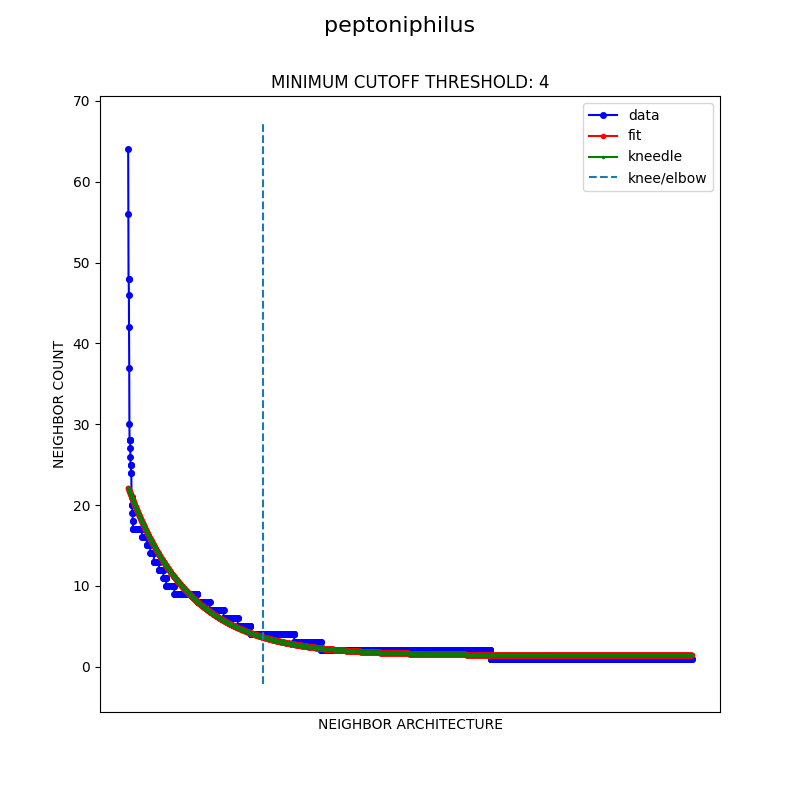 peptoniphilus
MINIMUM CUTOFF THRESHOLD: 4
70
60
50
40
30
20
10
0
NEIGHBOR COUNT
data
fit
kneedle
knee/elbow
NEIGHBOR ARCHITECTURE